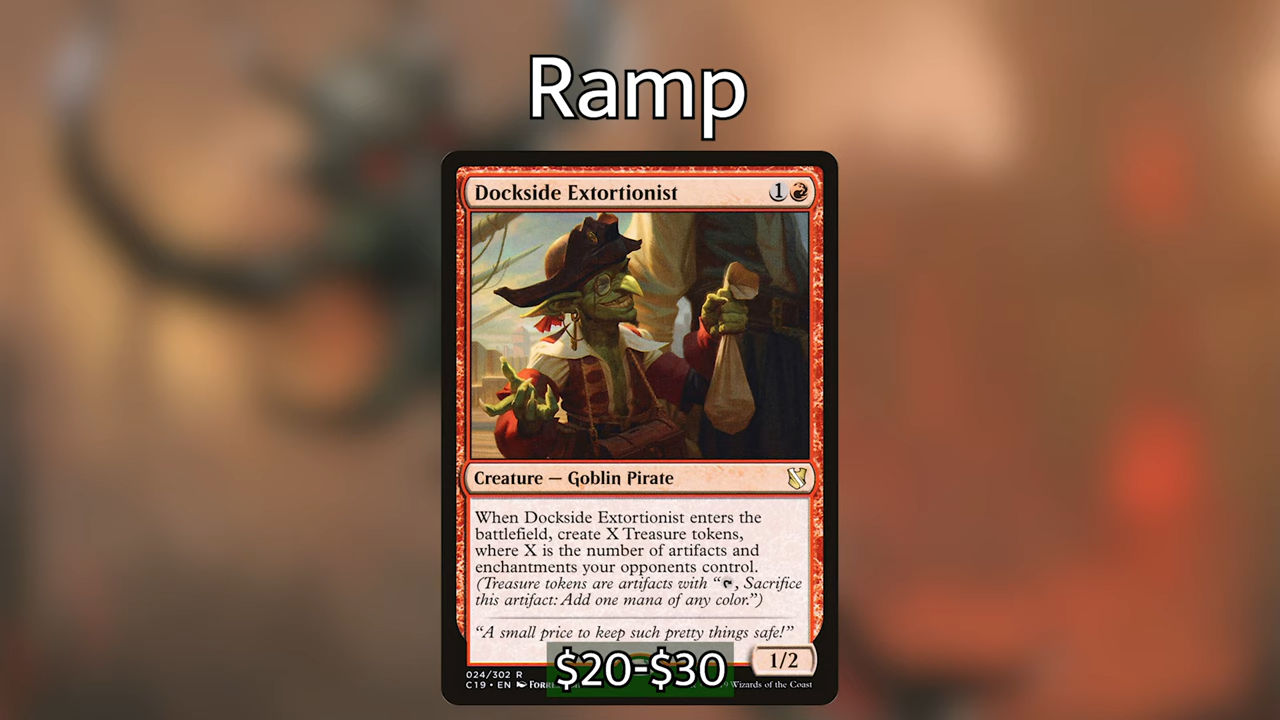 Ramp
Dockside Extortionist 1
Creature — Goblin Pirate
When Dockside Extortionist enters the
battlefield, create X Treasure tokens,
where X is the number of artifacts and
enchantments your opponents control.
(Treasure tokens are artifacts with “, Sacrifice
this artifact: Add one mana of any color.”)
“A small price to keep such pretty things safe!”
1/2
$20-$30
024/302 R
C19 • EN Wizards of the Coast